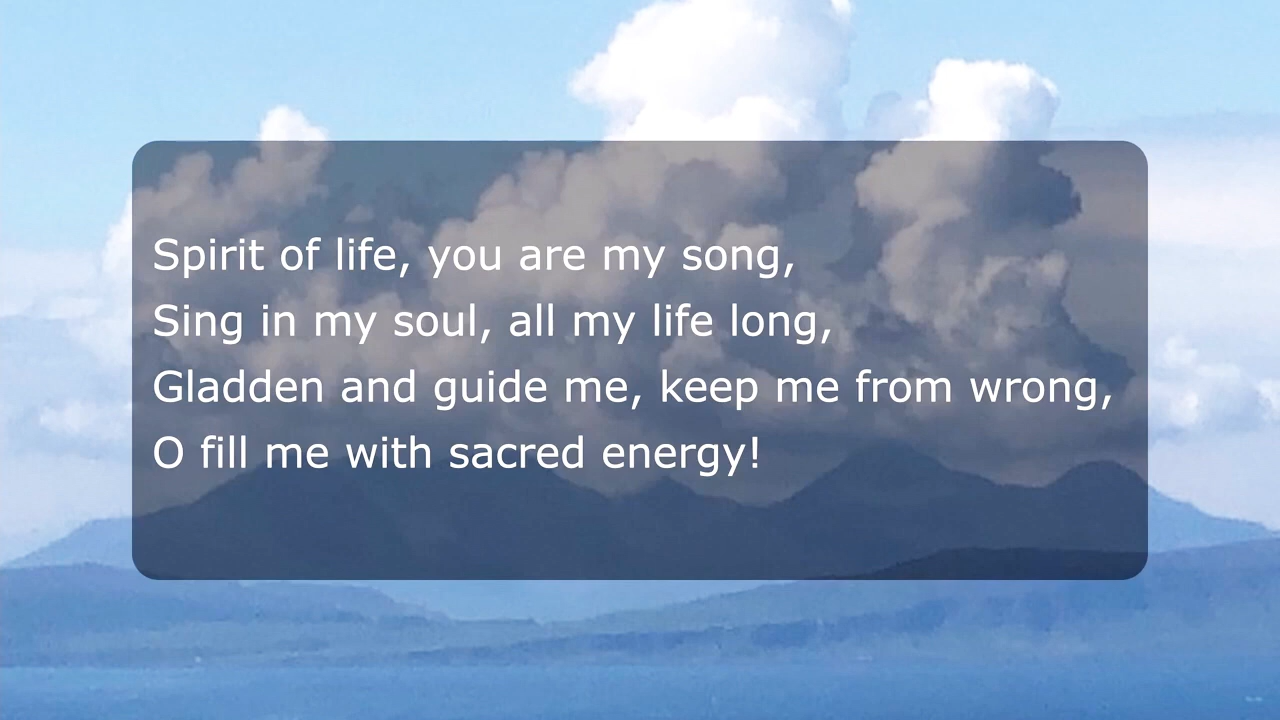 Spirit of life, you are my song,
Sing in my soul, all my life long,
Gladden and guide me, keep me from wrong,
O fill me with sacred energy!